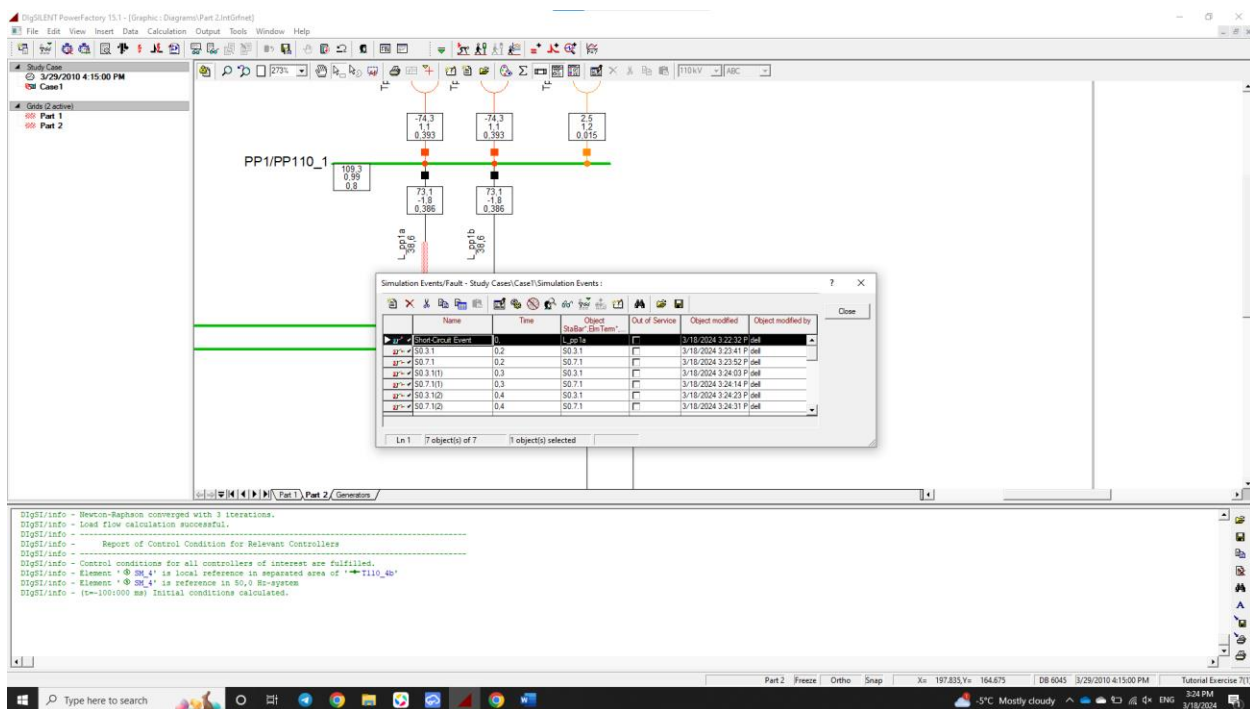 DIgSILENT PowerFactory 15.1 - [Graphic : Diagrams\Part 2.IntGrfnet]
File Edit View Insert Data Calculation Output Tools Window Help
Study Case
3/29/2010 4:15:00 PM
Case1
Grids (2 active)
Part 1
Part 2
273%
110 kV
ABC
-74,3
1,1
0,393
-74,3
1,1
0,393
2,5
1,2
0,015
PP1/PP110_1
109,3
0,99
0,8
73,1
-1,8
0,386
73,1
-1,8
0,386
L_pp1a
38,6
L_pp1b
38,6
Simulation Events/Fault - Study Cases\Case1\Simulation Events :
Close
Name Time Object Out of Service Object modified Object modified by
StaBar*,ElmTerm*,...
Short-Circuit Event 0, L_pp1a 3/18/2024 3:22:32 P dell
S0.3.1 0,2 S0.3.1 3/18/2024 3:23:41 P dell
S0.7.1 0,2 S0.7.1 3/18/2024 3:23:52 P dell
S0.3.1(1) 0,3 S0.3.1 3/18/2024 3:24:03 P dell
S0.7.1(1) 0,3 S0.7.1 3/18/2024 3:24:14 P dell
S0.3.1(2) 0,4 S0.3.1 3/18/2024 3:24:23 P dell
S0.7.1(2) 0,4 S0.7.1 3/18/2024 3:24:31 P dell
Ln 1 7 object(s) of 7 1 object(s) selected
Part 1 Part 2 Generators
DIgSI/info - Newton-Raphson converged with 3 iterations.
DIgSI/info - Load flow calculation successful.
DIgSI/info - ----------------------------------------
DIgSI/info - Report of Control Condition for Relevant Controllers
DIgSI/info - ----------------------------------------
DIgSI/info - Control conditions for all controllers of interest are fulfilled.
DIgSI/info - Element ' SM_4' is local reference in separated area of 'T110_4b'
DIgSI/info - Element ' SM_4' is reference in 50,0 Hz-system
DIgSI/info - (t=-100:000 ms) Initial conditions calculated.
Part 2 Freeze Ortho Snap X= 197.835,Y= 164.675 DB 6045 3/29/2010 4:15:00 PM Tutorial Exercise 7(1)
Type here to search
-5°C Mostly cloudy ENG 3:24 PM
3/18/2024